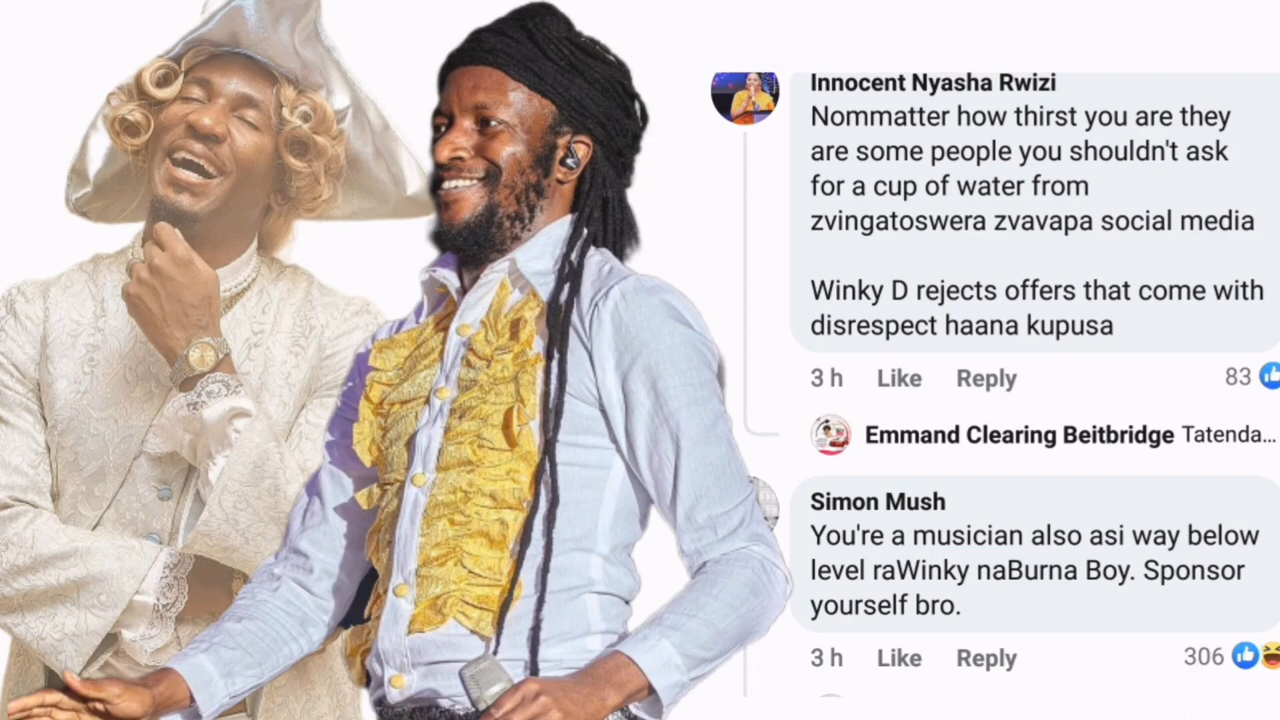 Innocent Nyasha Rwizi
Nommatter how thirst you are they
are some people you shouldn't ask
for a cup of water from
zvingatoswera zvavapa social media
Winky D rejects offers that come with
disrespect haana kupusa
3 h Like Reply 83
Emmand Clearing Beitbridge Tatenda...
Simon Mush
You're a musician also asi way below
level raWinky naBurna Boy. Sponsor
yourself bro.
3 h Like Reply 306